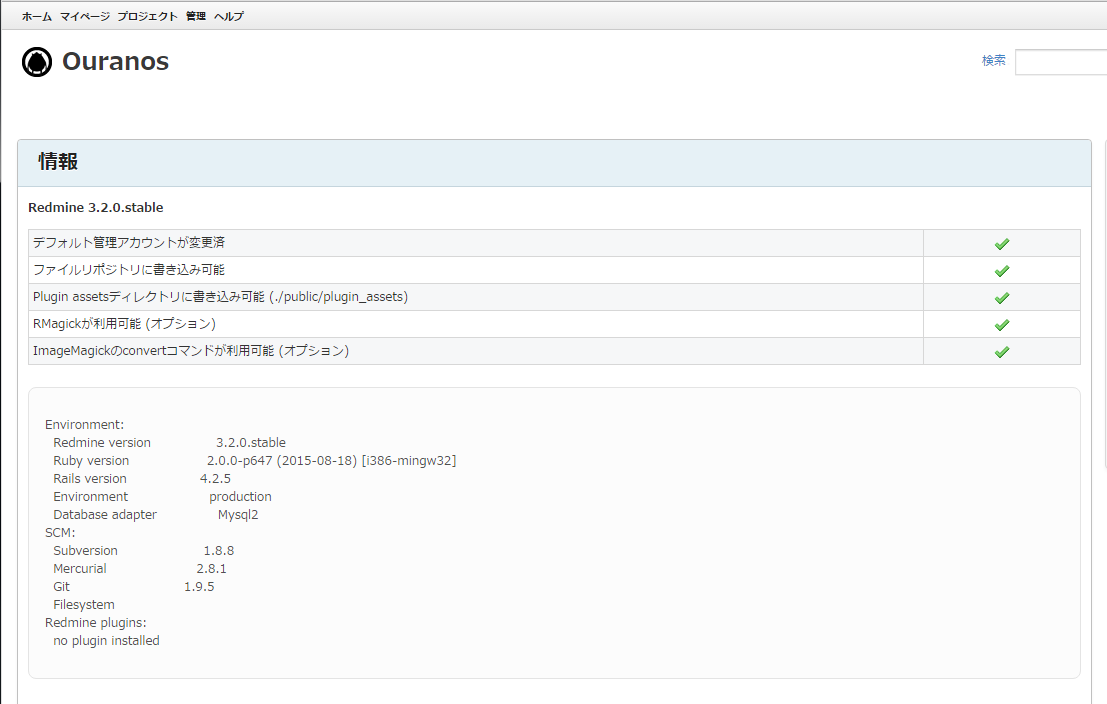 ホーム マイページ プロジェクト 管理 ヘルプ
Ouranos
検索
情報
Redmine 3.2.0.stable
デフォルト管理アカウントが変更済
ファイルリポジトリに書き込み可能
Plugin assetsディレクトリに書き込み可能 (./public/plugin_assets)
RMagickが利用可能 (オプション)
ImageMagickのconvertコマンドが利用可能 (オプション)
Environment:
Redmine version 3.2.0.stable
Ruby version 2.0.0-p647 (2015-08-18) [i386-mingw32]
Rails version 4.2.5
Environment production
Database adapter Mysql2
SCM:
Subversion 1.8.8
Mercurial 2.8.1
Git 1.9.5
Filesystem
Redmine plugins:
no plugin installed